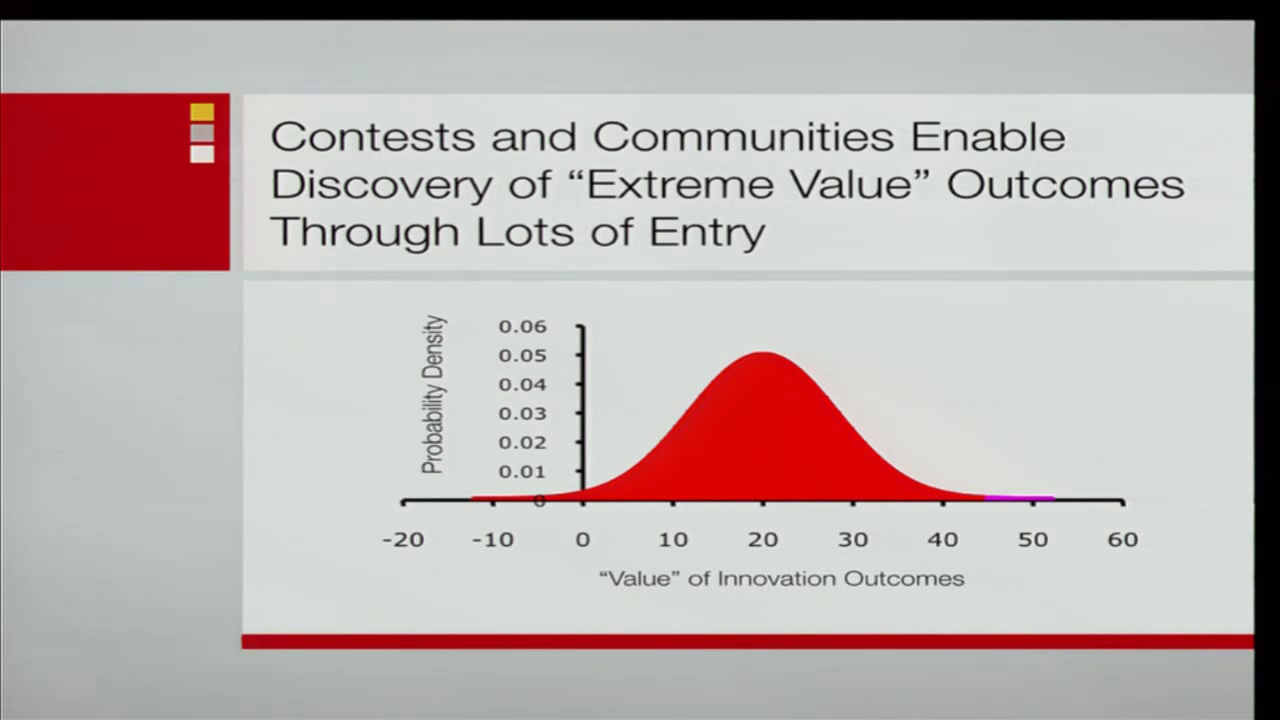 Contests and Communities Enable
Discovery of “Extreme Value” Outcomes
Through Lots of Entry
Probability Density
0.06
0.05
0.04
0.03
0.02
0.01
0
-20 -10 0 10 20 30 40 50 60
“Value” of Innovation Outcomes